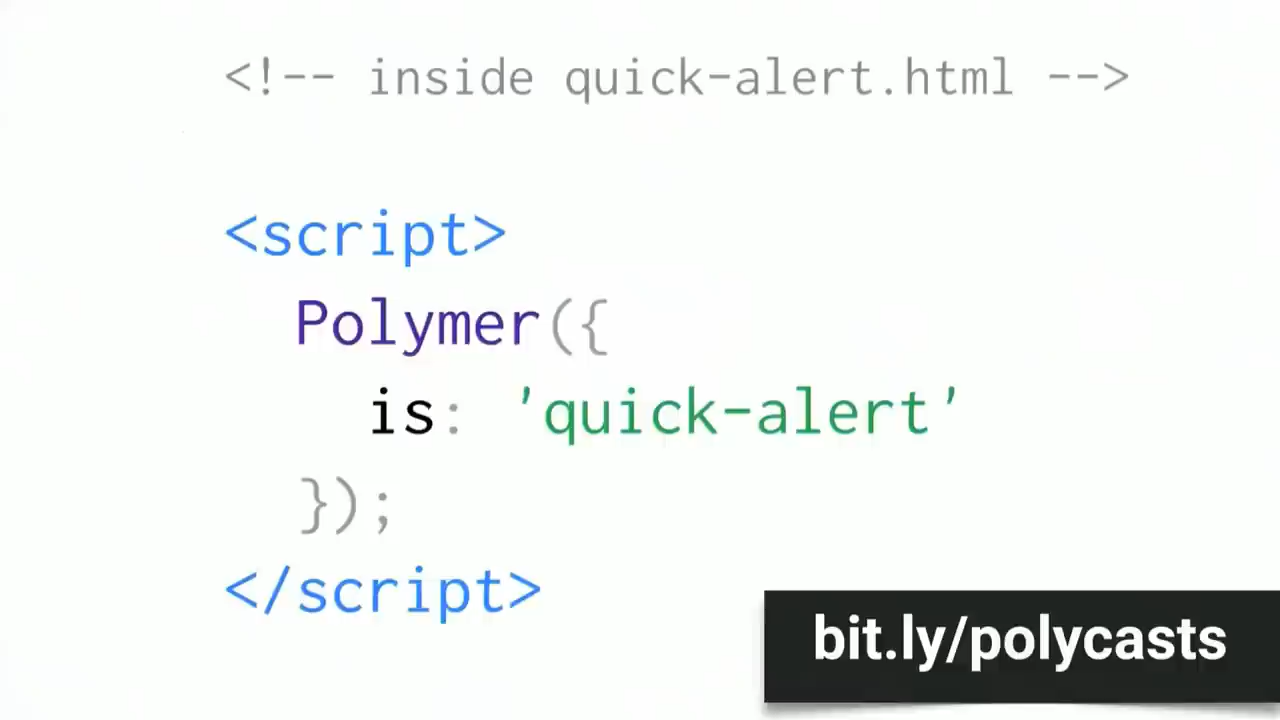 <!-- inside quick-alert.html -->
<script>
Polymer({
is: 'quick-alert'
});
</script>
bit.ly/polycasts